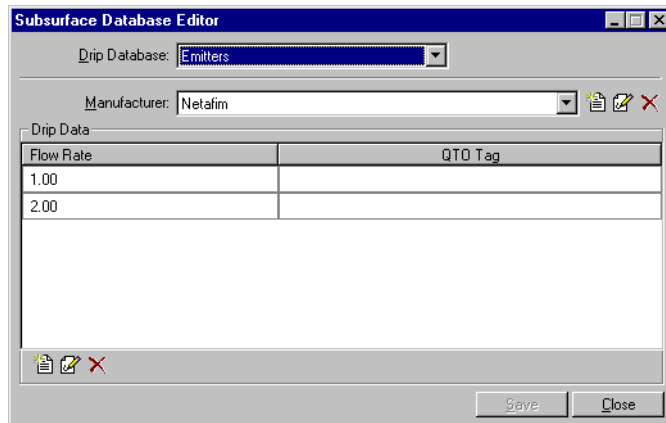 Subsurface Database Editor
Drip Database: Emitters
Manufacturer: Netafim
Drip Data
Flow Rate QTO Tag
1.00
2.00
Save Close